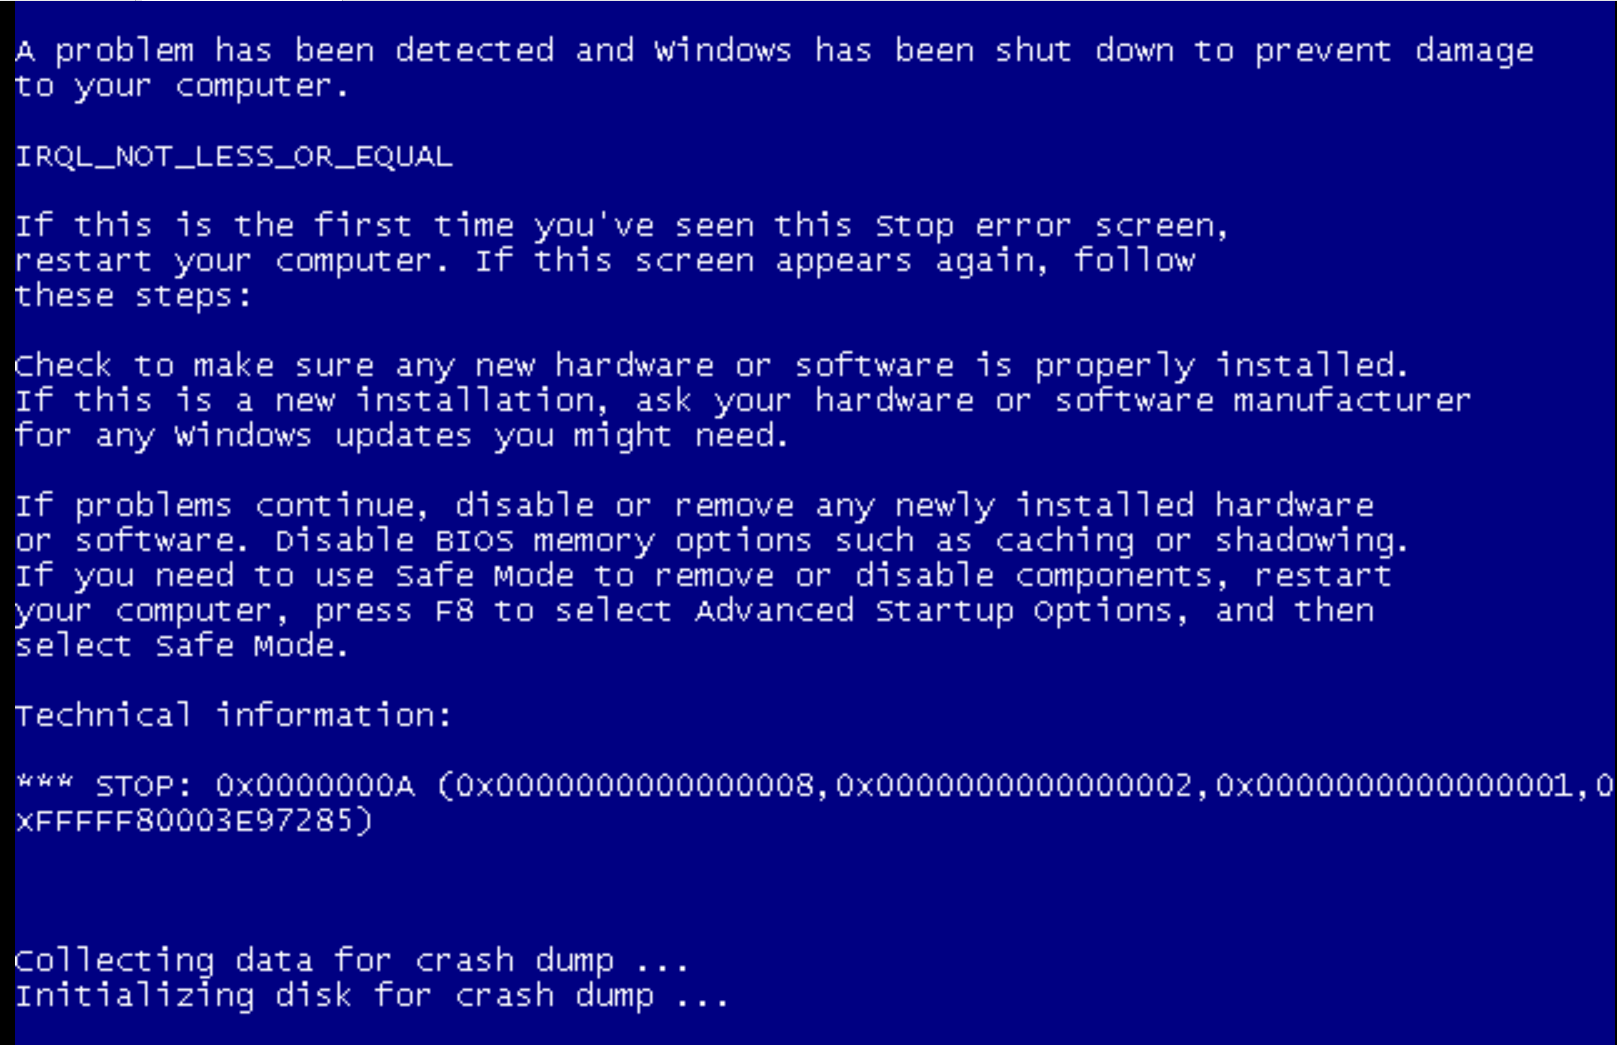 A problem has been detected and Windows has been shut down to prevent damage
to your computer.
IRQL_NOT_LESS_OR_EQUAL
If this is the first time you've seen this Stop error screen,
restart your computer. If this screen appears again, follow
these steps:
Check to make sure any new hardware or software is properly installed.
If this is a new installation, ask your hardware or software manufacturer
for any Windows updates you might need.
If problems continue, disable or remove any newly installed hardware
or software. Disable BIOS memory options such as caching or shadowing.
If you need to use Safe Mode to remove or disable components, restart
your computer, press F8 to select Advanced Startup Options, and then
select Safe Mode.
Technical information:
*** STOP: 0x0000000A (0x0000000000000008,0x0000000000000002,0x0000000000000001,0
xFFFFF80003E97285)
Collecting data for crash dump ...
Initializing disk for crash dump ...